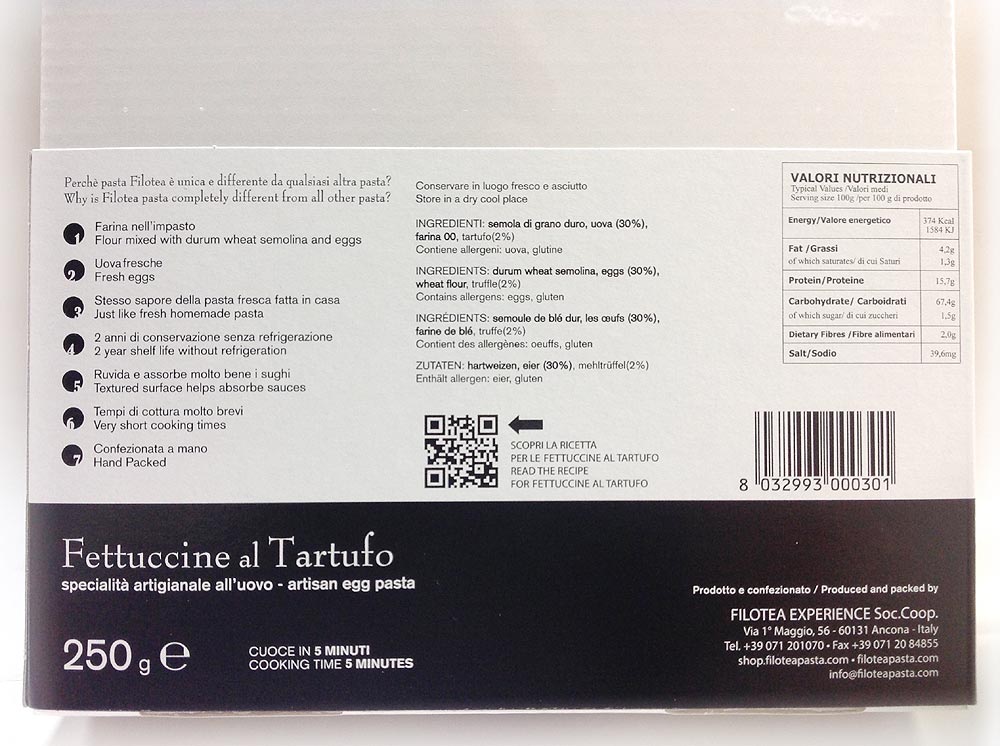 Perchè pasta Filotea è unica e differente da qualsiasi altra pasta?
Why is Filotea pasta completely different from all other pasta?
1 Farina nell'impasto
Flour mixed with durum wheat semolina and eggs
2 Uova fresche
Fresh eggs
3 Stesso sapore della pasta fresca fatta in casa
Just like fresh homemade pasta
4 2 anni di conservazione senza refrigerazione
2 year shelf life without refrigeration
5 Ruvida e assorbe molto bene i sughi
Textured surface helps absorbe sauces
6 Tempi di cottura molto brevi
Very short cooking times
7 Confezionata a mano
Hand Packed
Conservare in luogo fresco e asciutto
Store in a dry cool place
INGREDIENTI: semola di grano duro, uova (30%),
farina 00, tartufo(2%)
Contiene allergeni: uova, glutine
INGREDIENTS: durum wheat semolina, eggs (30%),
wheat flour, truffle(2%)
Contains allergens: eggs, gluten
INGRÉDIENTS: semoule de blé dur, les œufs (30%),
farine de blé, truffe(2%)
Contient des allergènes: oeuffs, gluten
ZUTATEN: hartweizen, eier (30%), mehltrüffel(2%)
Enthält allergen: eier, gluten
SCOPRI LA RICETTA
PER LE FETTUCCINE AL TARTUFO
READ THE RECIPE
FOR FETTUCCINE AL TARTUFO
VALORI NUTRIZIONALI
Typical Values /Valori medi
Serving size 100g /per 100 g di prodotto
Energy/Valore energetico 374 Kcal
1584 KJ
Fat /Grassi 4,2g
of which saturates/ di cui Saturi 1,3g
Protein/Proteine 15,7g
Carbohydrate/ Carboidrati 67,4g
of which sugar/ di cui zuccheri 1,5g
Dietary Fibres /Fibre alimentari 2,0g
Salt/Sodio 39,6mg
8 032993 000301
Fettuccine al Tartufo
specialità artigianale all'uovo - artisan egg pasta
250 g e
CUOCE IN 5 MINUTI
COOKING TIME 5 MINUTES
Prodotto e confezionato / Produced and packed by
FILOTEA EXPERIENCE Soc.Coop.
Via 1° Maggio, 56 - 60131 Ancona - Italy
Tel. +39 071 201070 • Fax +39 071 20 84855
shop.filoteapasta.com • filoteapasta.com
info@filoteapasta.com